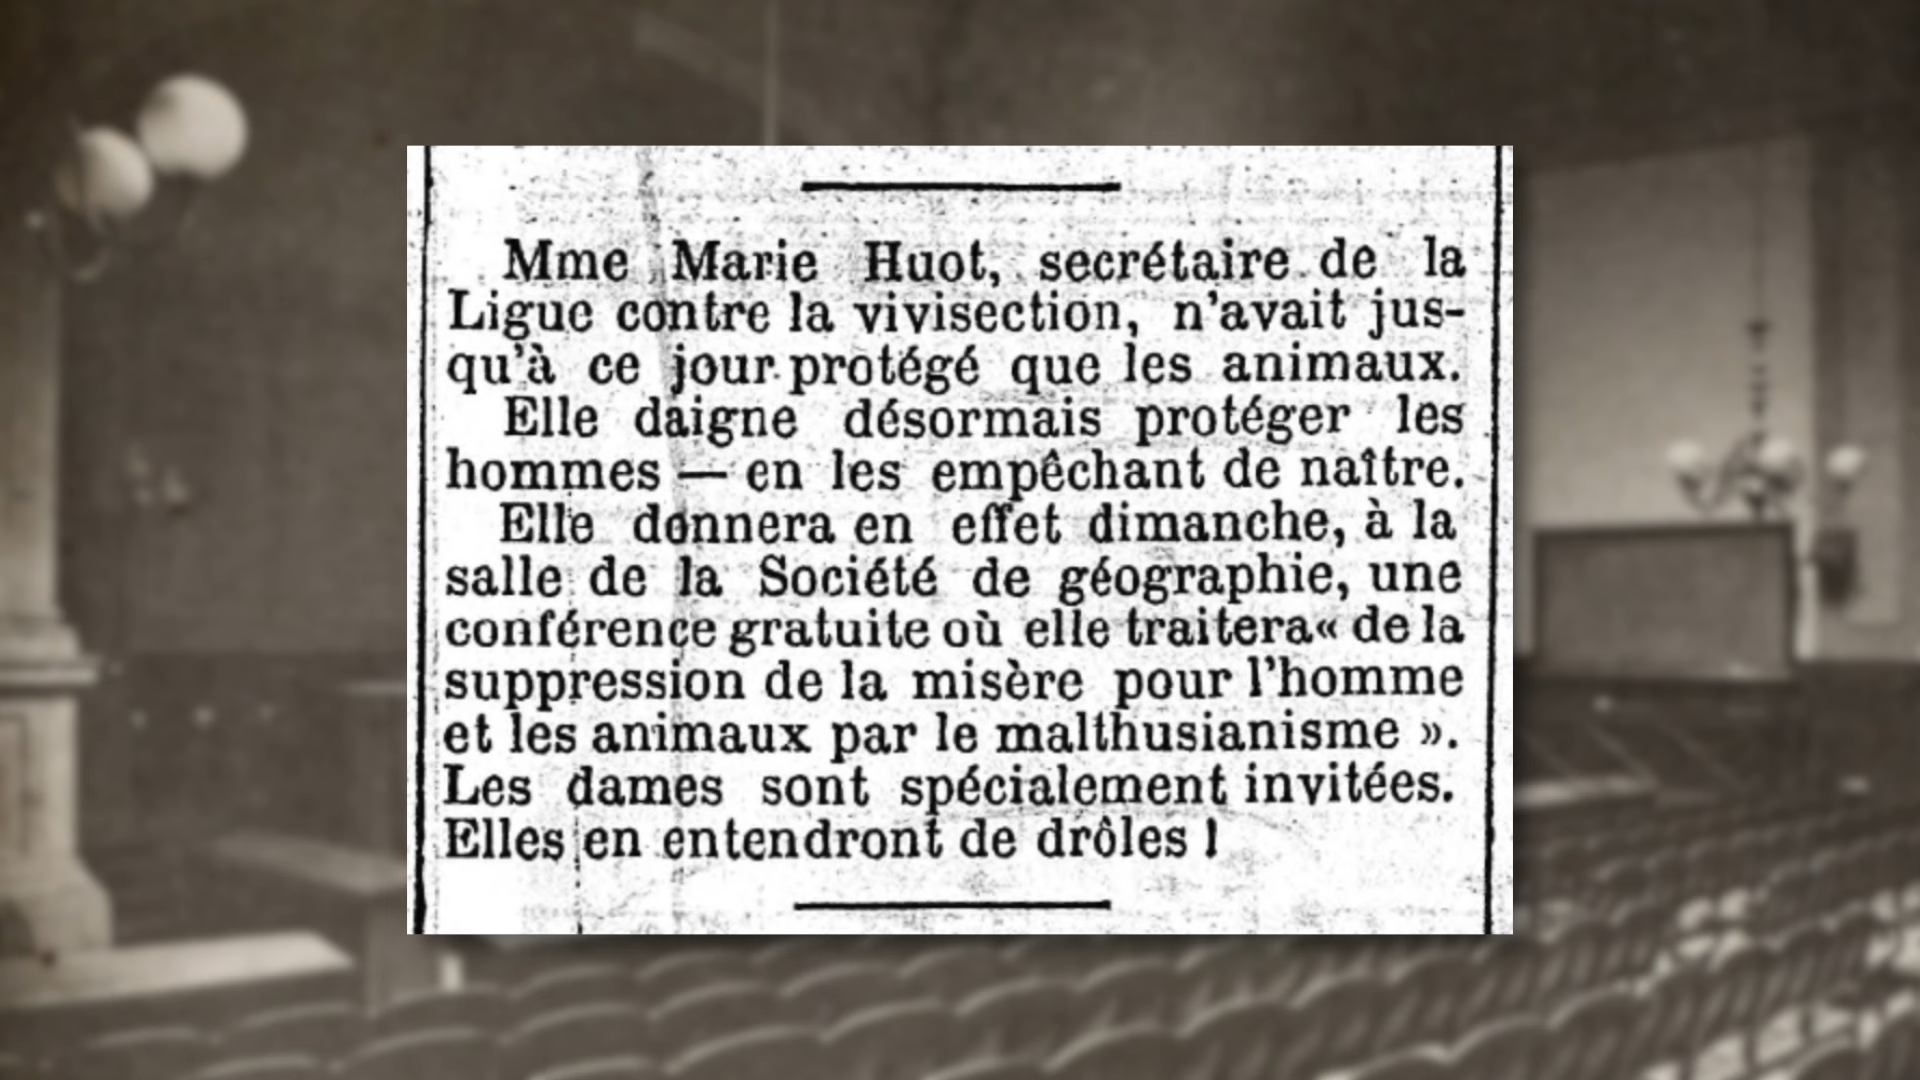 Mme Marie Huot, secrétaire de la
Ligue contre la vivisection, n'avait jus-
qu'à ce jour protégé que les animaux.
Elle daigne désormais protéger les
hommes — en les empêchant de naître.
Elle donnera en effet dimanche, à la
salle de la Société de géographie, une
conférence gratuite où elle traitera « de la
suppression de la misère pour l'homme
et les animaux par le malthusianisme ».
Les dames sont spécialement invitées.
Elles en entendront de drôles !